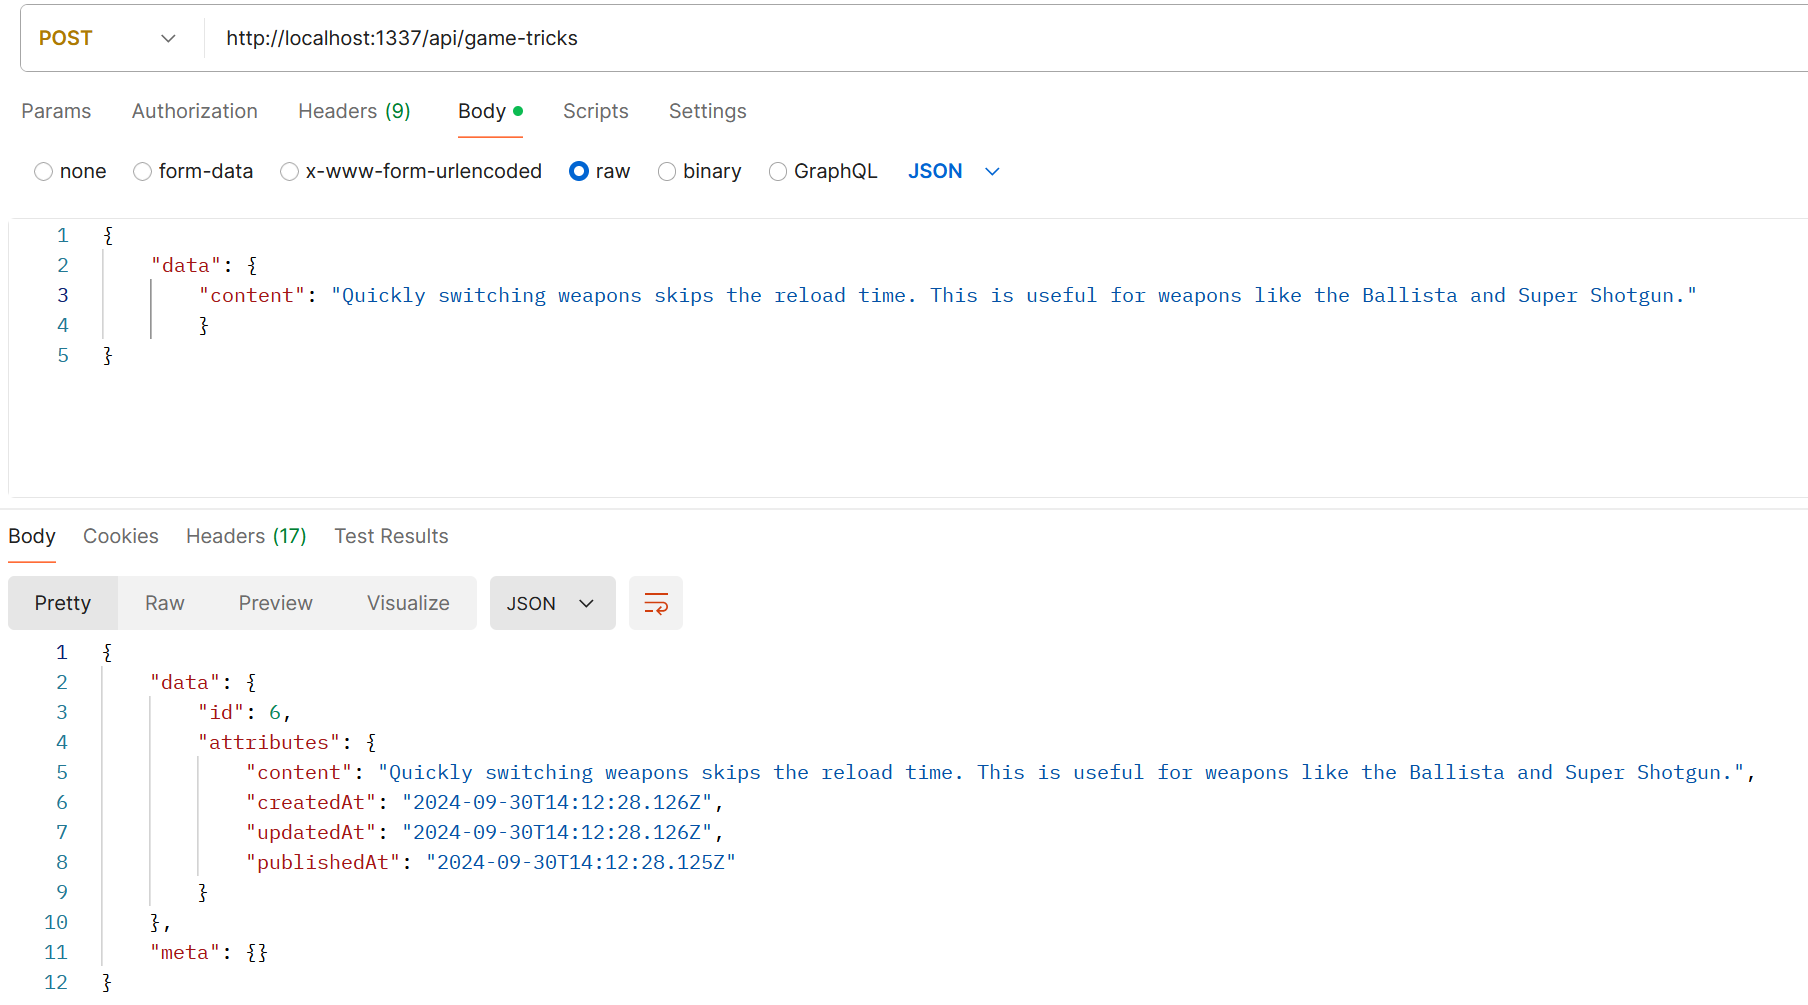 POST http://localhost:1337/api/game-tricks
Params Authorization Headers (9) Body Scripts Settings
none form-data x-www-form-urlencoded raw binary GraphQL JSON
1 {
2 "data": {
3 "content": "Quickly switching weapons skips the reload time. This is useful for weapons like the Ballista and Super Shotgun."
4 }
5 }
Body Cookies Headers (17) Test Results
Pretty Raw Preview Visualize JSON
1 {
2 "data": {
3 "id": 6,
4 "attributes": {
5 "content": "Quickly switching weapons skips the reload time. This is useful for weapons like the Ballista and Super Shotgun.",
6 "createdAt": "2024-09-30T14:12:28.126Z",
7 "updatedAt": "2024-09-30T14:12:28.126Z",
8 "publishedAt": "2024-09-30T14:12:28.125Z"
9 }
10 },
11 "meta": {}
12 }